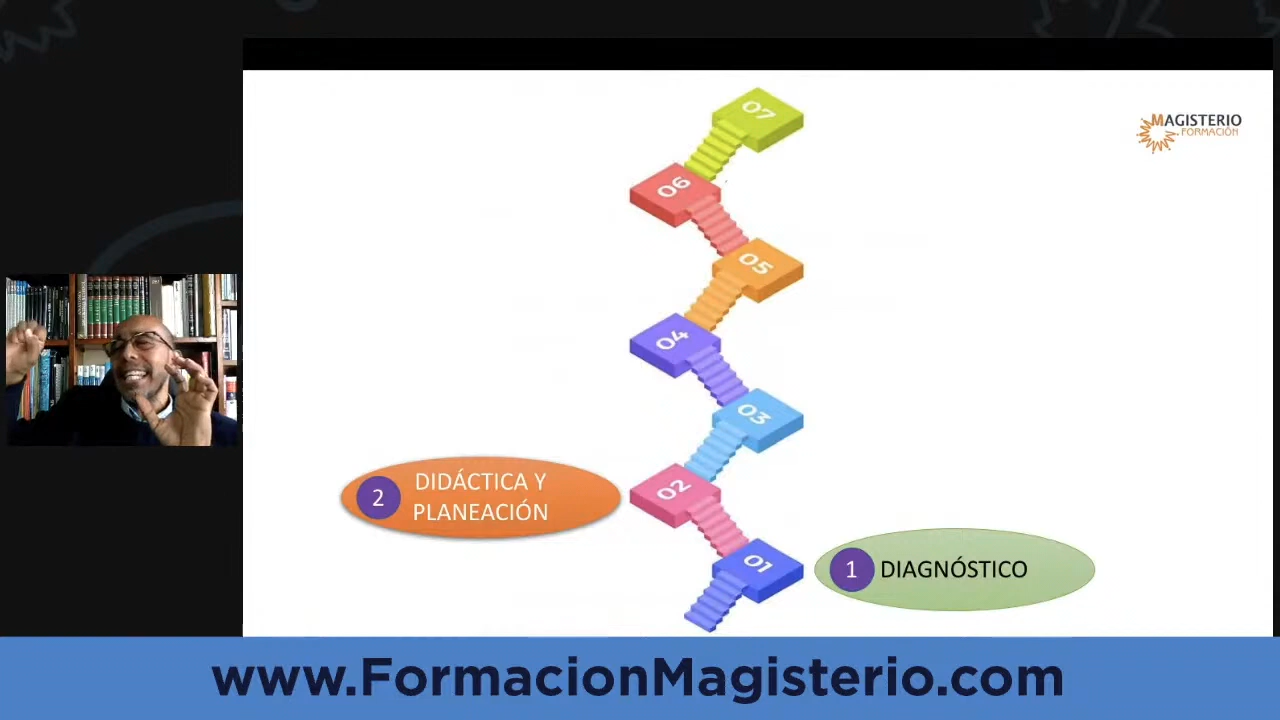 07
MAGISTERIO
FORMACIÓN
06
05
04
03
2
DIDÁCTICA Y
PLANEACIÓN
02
01
1
DIAGNÓSTICO
www.FormacionMagisterio.com